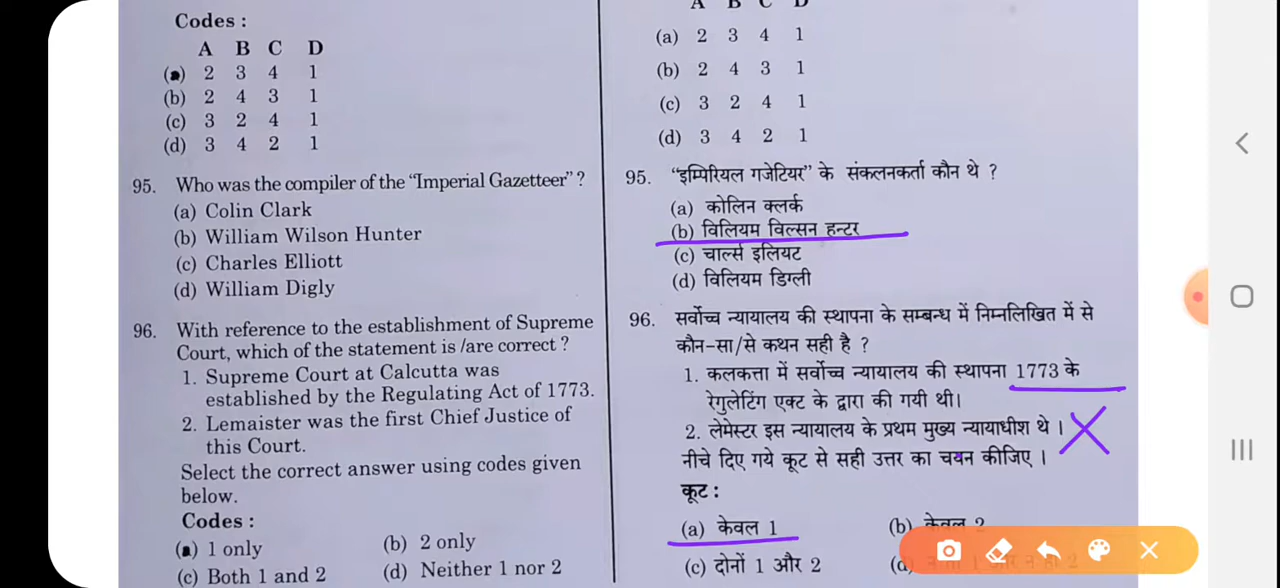 Codes :
A B C D
(a) 2 3 4 1
(b) 2 4 3 1
(c) 3 2 4 1
(d) 3 4 2 1
95. Who was the compiler of the “Imperial Gazetteer” ?
(a) Colin Clark
(b) William Wilson Hunter
(c) Charles Elliott
(d) William Digly
96. With reference to the establishment of Supreme
Court, which of the statement is /are correct ?
1. Supreme Court at Calcutta was
established by the Regulating Act of 1773.
2. Lemaister was the first Chief Justice of
this Court.
Select the correct answer using codes given
below.
Codes :
(a) 1 only (b) 2 only
(c) Both 1 and 2 (d) Neither 1 nor 2
A B C D
(a) 2 3 4 1
(b) 2 4 3 1
(c) 3 2 4 1
(d) 3 4 2 1
95. “इम्पिरियल गजेटियर” के संकलनकर्ता कौन थे ?
(a) कोलिन क्लर्क
(b) विलियम विल्सन हन्टर
(c) चार्ल्स इलियट
(d) विलियम डिग्ली
96. सर्वोच्च न्यायालय की स्थापना के सम्बन्ध में निम्नलिखित में से
कौन-सा/से कथन सही है ?
1. कलकत्ता में सर्वोच्च न्यायालय की स्थापना 1773 के
रेगुलेटिंग एक्ट के द्वारा की गयी थी।
2. लेमेस्टर इस न्यायालय के प्रथम मुख्य न्यायाधीश थे ।
नीचे दिए गये कूट से सही उत्तर का चयन कीजिए ।
कूट :
(a) केवल 1 (b) केवल 2
(c) दोनों 1 और 2